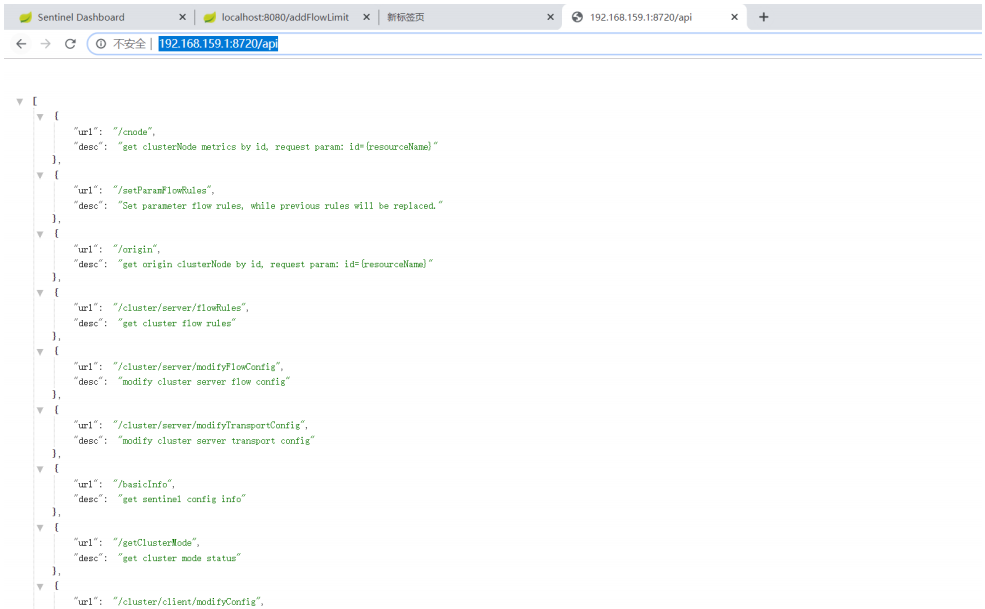 Sentinel Dashboard
localhost:8080/addFlowLimit
新标签页
192.168.159.1:8720/api
不安全 | 192.168.159.1:8720/api
[
{
"url": "/cnode",
"desc": "get clusterNode metrics by id, request param: id={resourceName}"
},
{
"url": "/setParamFlowRules",
"desc": "Set parameter flow rules, while previous rules will be replaced."
},
{
"url": "/origin",
"desc": "get origin clusterNode by id, request param: id={resourceName}"
},
{
"url": "/cluster/server/flowRules",
"desc": "get cluster flow rules"
},
{
"url": "/cluster/server/modifyFlowConfig",
"desc": "modify cluster server flow config"
},
{
"url": "/cluster/server/modifyTransportConfig",
"desc": "modify cluster server transport config"
},
{
"url": "/basicInfo",
"desc": "get sentinel config info"
},
{
"url": "/getClusterMode",
"desc": "get cluster mode status"
},
{
"url": "/cluster/client/modifyConfig",